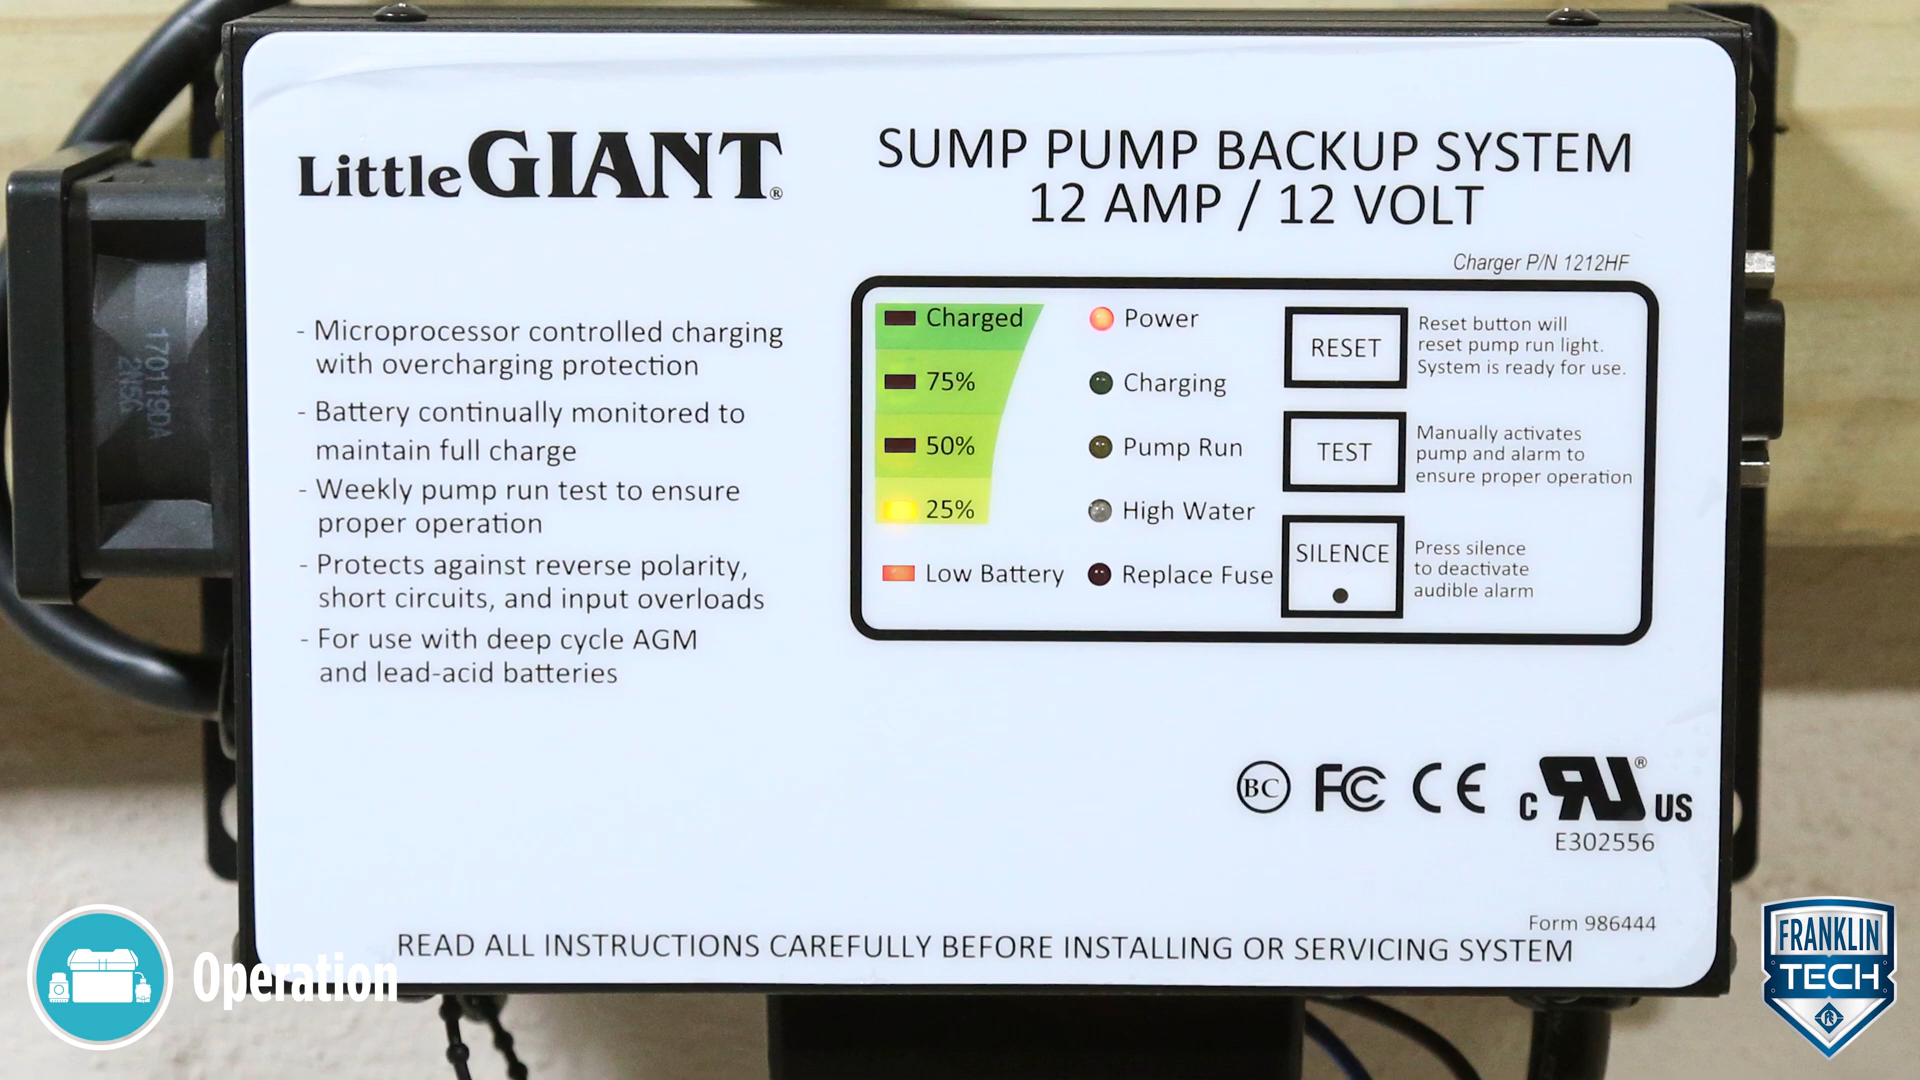 Little GIANT®
SUMP PUMP BACKUP SYSTEM
12 AMP / 12 VOLT
Charger P/N 1212HF
- Microprocessor controlled charging
with overcharging protection
- Battery continually monitored to
maintain full charge
- Weekly pump run test to ensure
proper operation
- Protects against reverse polarity,
short circuits, and input overloads
- For use with deep cycle AGM
and lead-acid batteries
Charged
75%
50%
25%
Low Battery
Power
Charging
Pump Run
High Water
Replace Fuse
RESET
Reset button will
reset pump run light.
System is ready for use.
TEST
Manually activates
pump and alarm to
ensure proper operation
SILENCE
Press silence
to deactivate
audible alarm
BC FC CE c RU® US
E302556
Form 986444
READ ALL INSTRUCTIONS CAREFULLY BEFORE INSTALLING OR SERVICING SYSTEM
170119DA
2N56
Operation
FRANKLIN
TECH